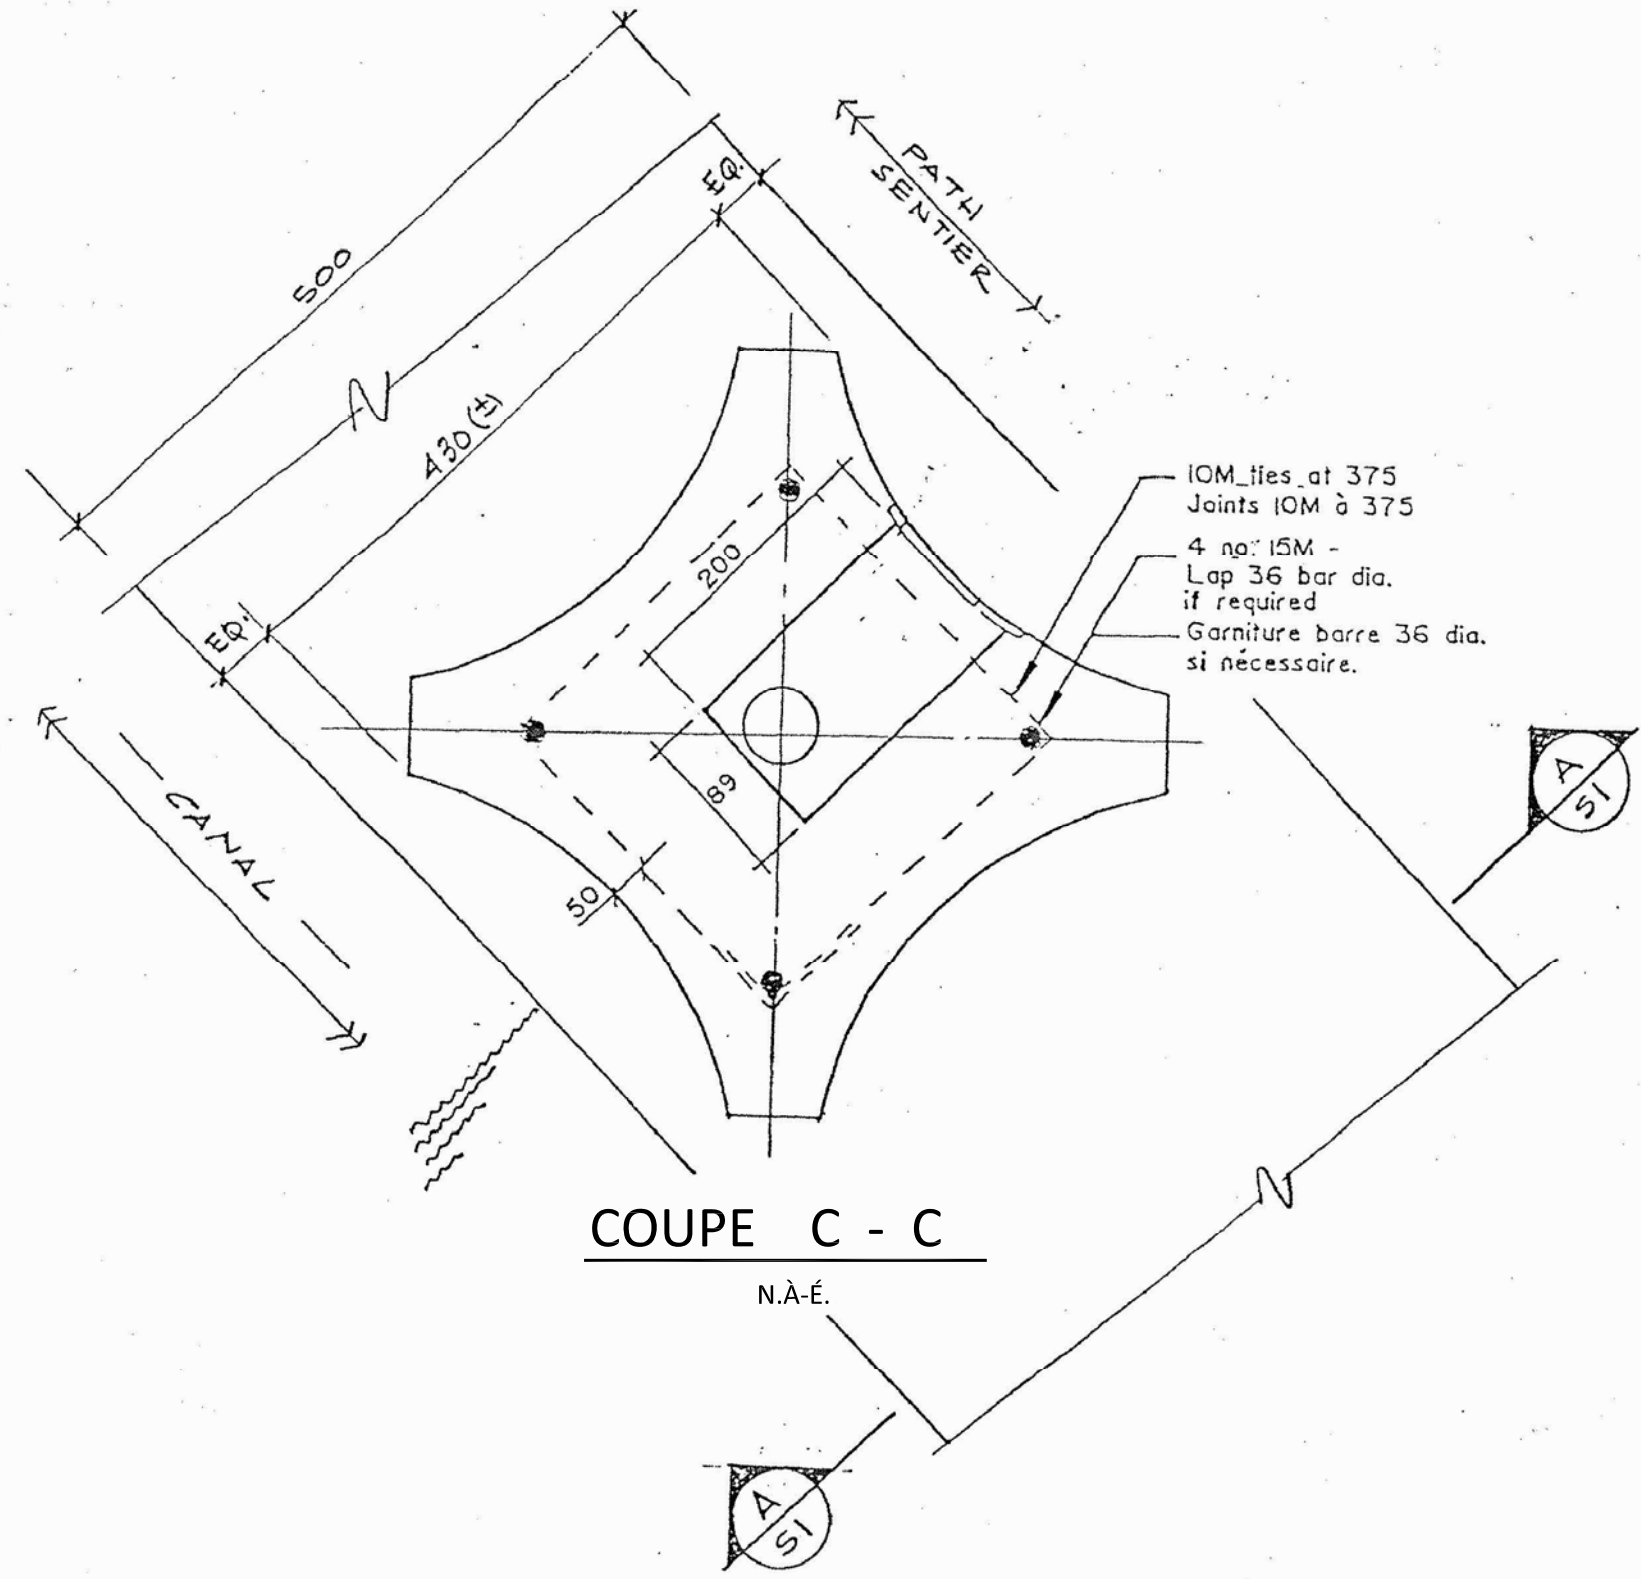 500
EQ.
PATH
SENTIER
430 (±)
10M ties at 375
Joints 10M à 375
4 no. 15M -
Lap 36 bar dia.
if required
Garniture barre 36 dia.
si nécessaire.
200
EQ.
89
CANAL
50
A
S1
COUPE C - C
N.À-É.
A
S1